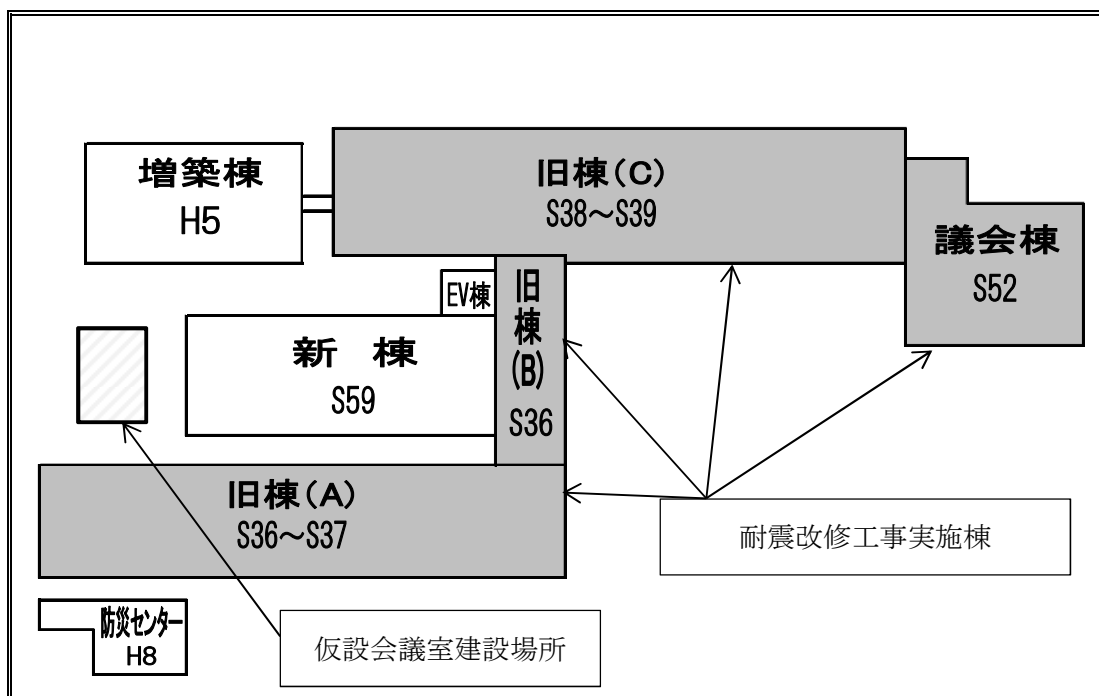 増築棟
H5
旧棟(C)
S38～S39
議会棟
S52
EV棟
旧棟(B)
S36
新 棟
S59
旧棟(A)
S36～S37
耐震改修工事実施棟
防災センター
H8
仮設会議室建設場所